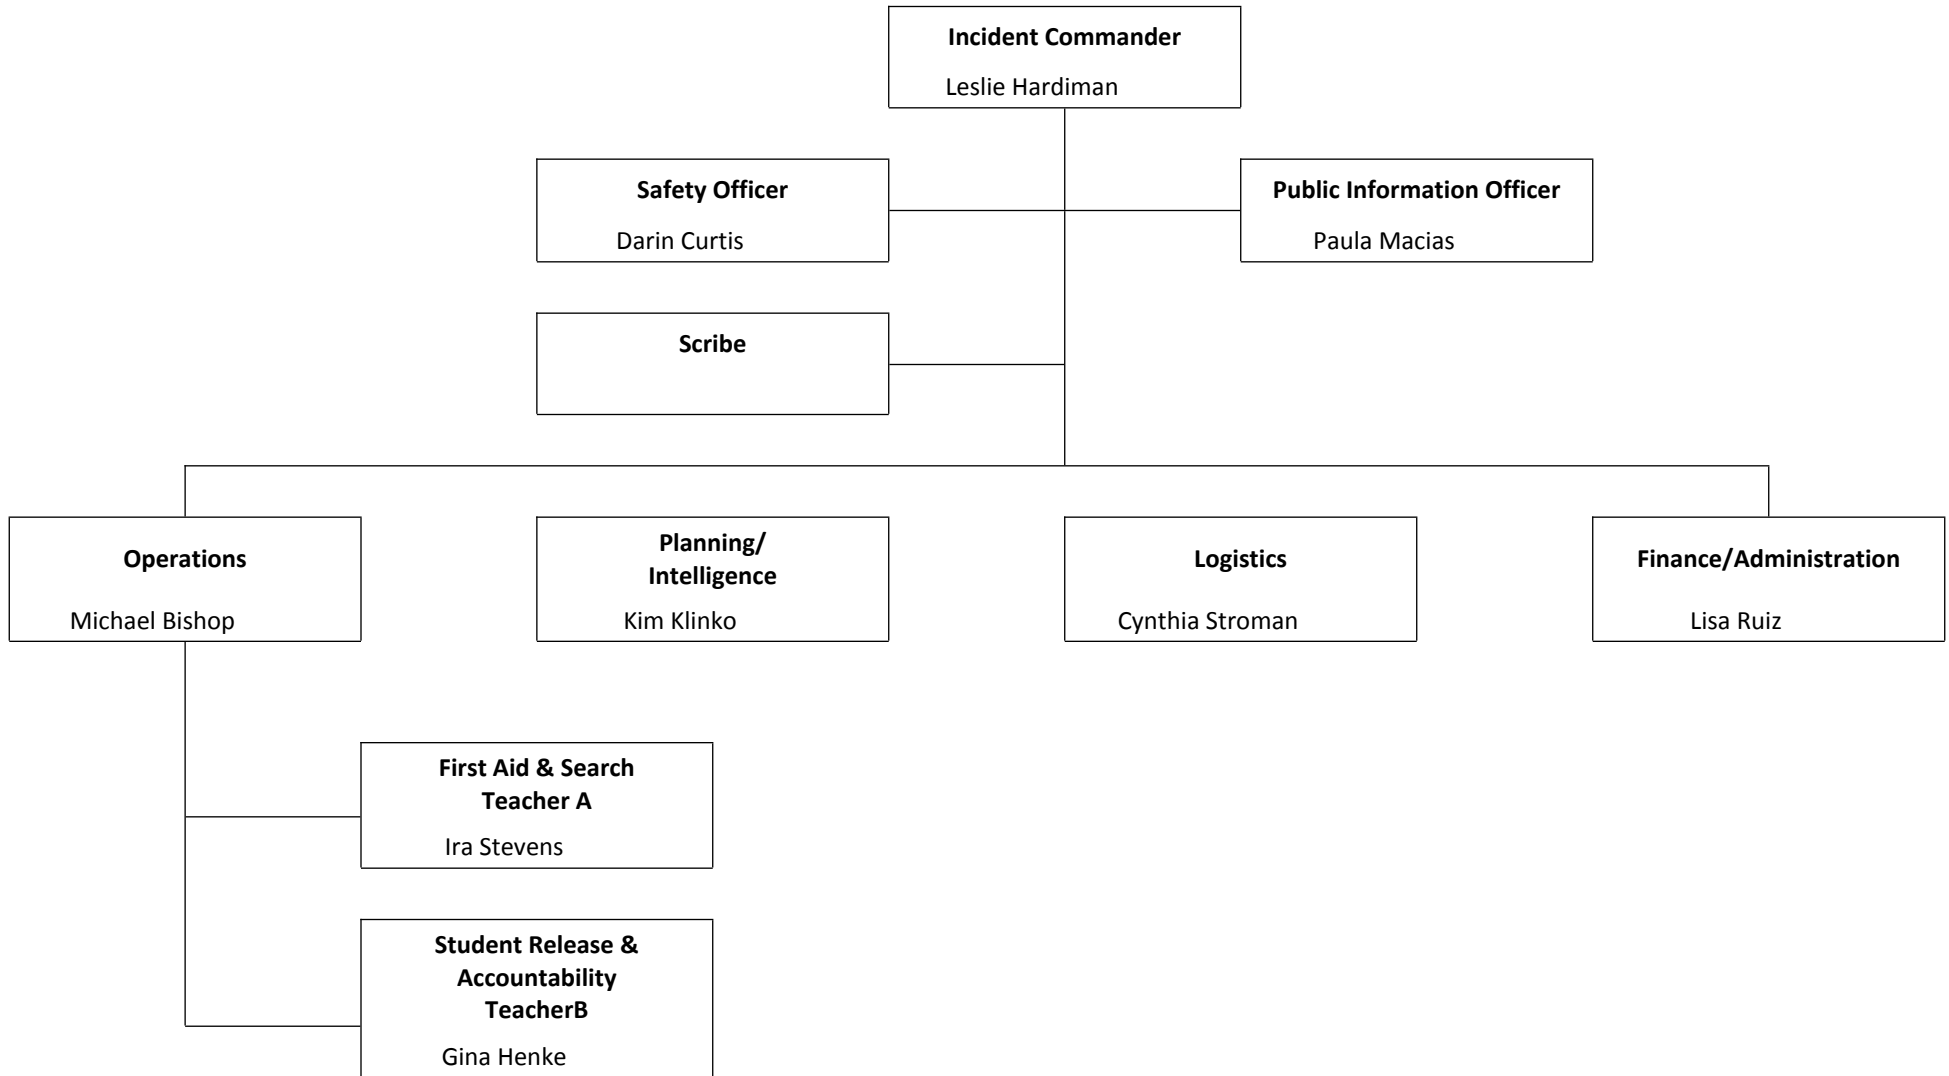 Incident Commander
Leslie Hardiman
Safety Officer
Darin Curtis
Public Information Officer
Paula Macias
Scribe
Operations
Michael Bishop
Planning/
Intelligence
Kim Klinko
Logistics
Cynthia Stroman
Finance/Administration
Lisa Ruiz
First Aid & Search
Teacher A
Ira Stevens
Student Release &
Accountability
TeacherB
Gina Henke